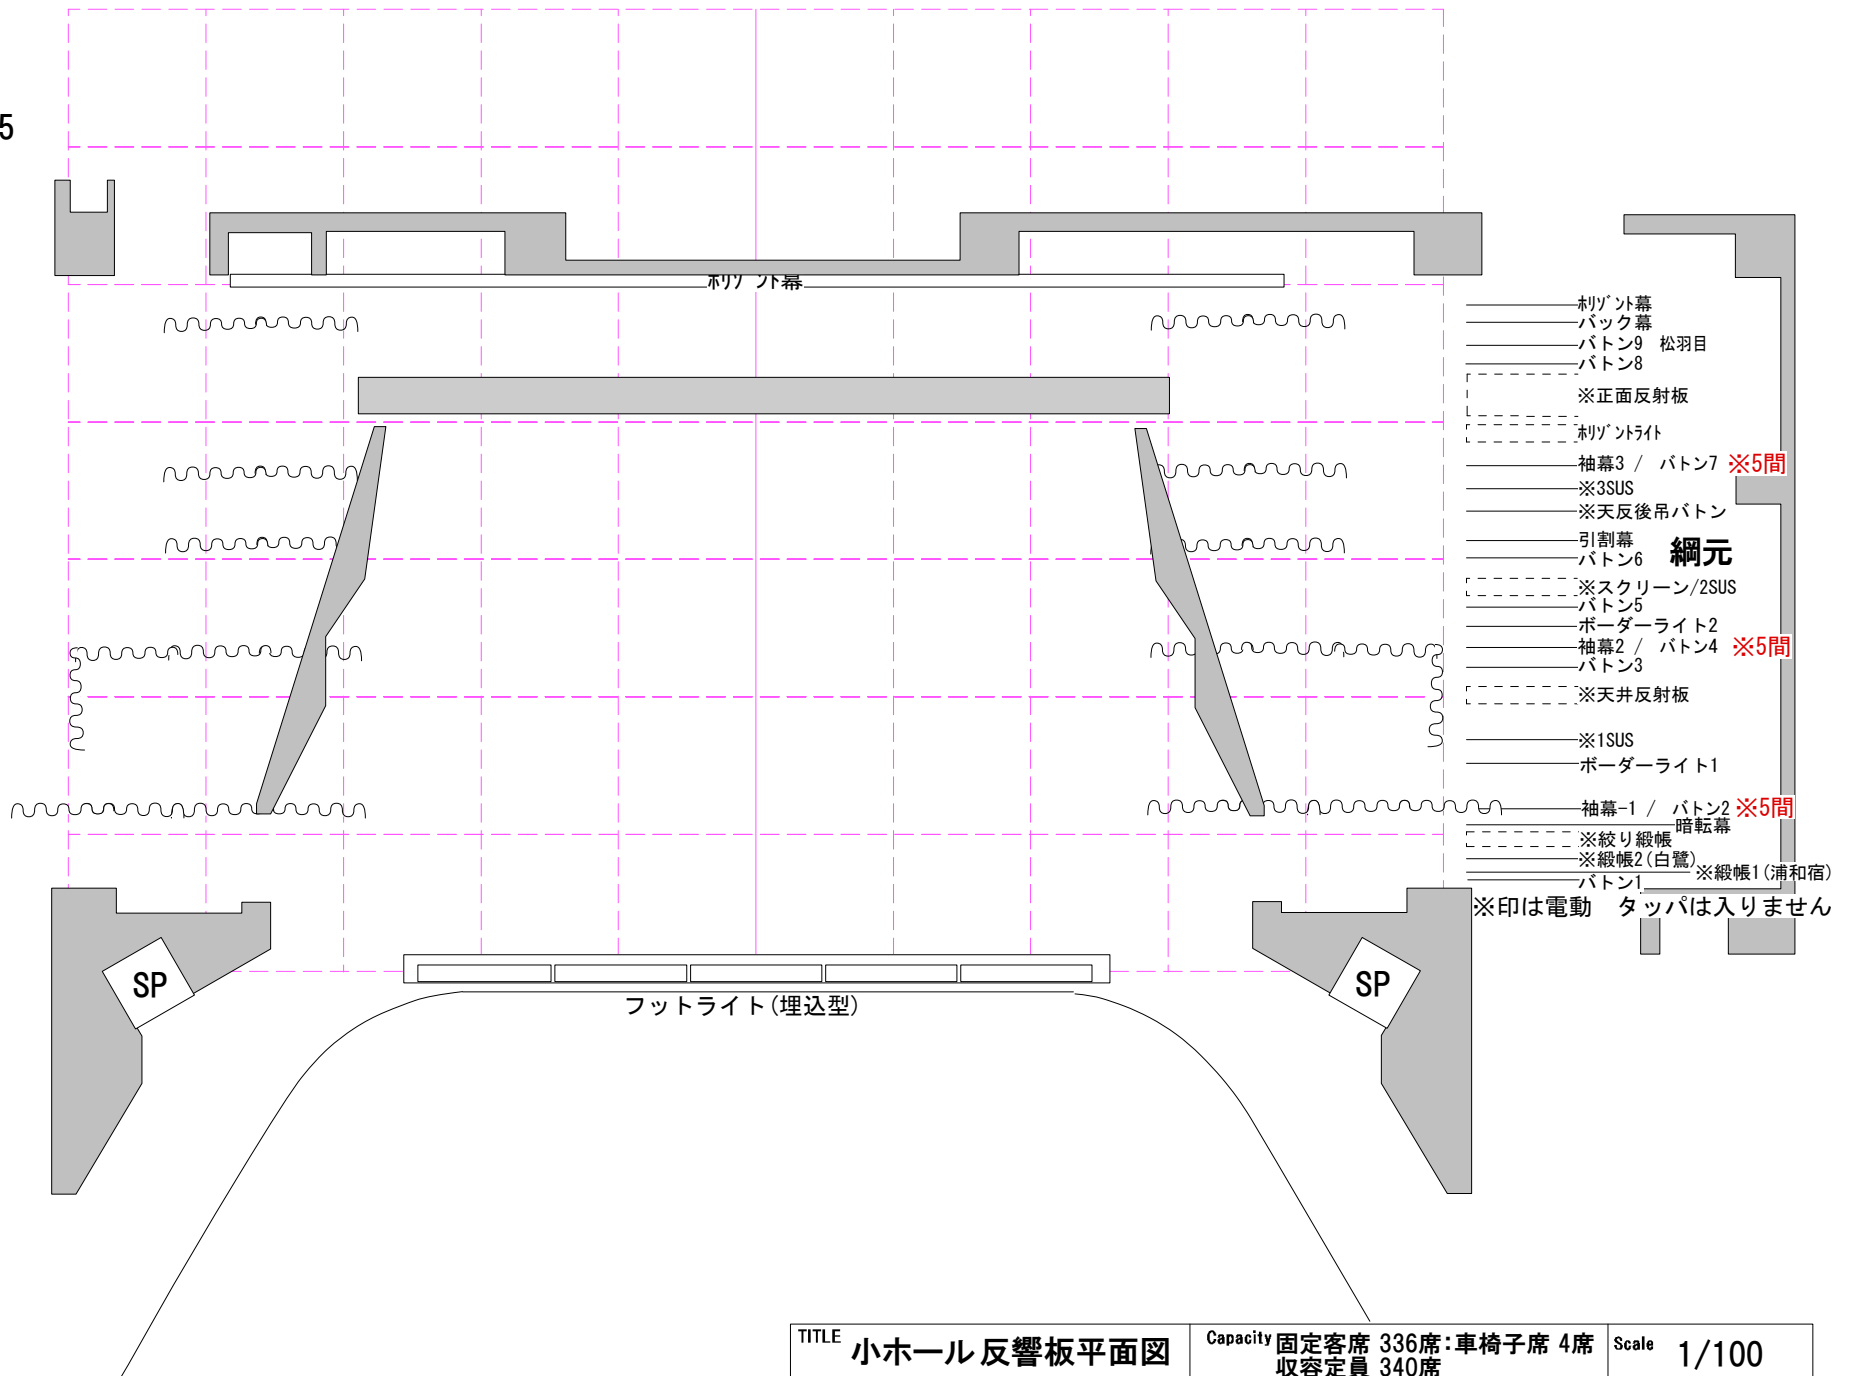 5
ホリゾント幕
ホリゾント幕
バック幕
バトン9 松羽目
バトン8
※正面反射板
ホリゾントライト
袖幕3 / バトン7 ※5間
※3SUS
※天反後吊バトン
引割幕
バトン6 綱元
※スクリーン/2SUS
バトン5
ボーダーライト2
袖幕2 / バトン4 ※5間
バトン3
※天井反射板
※1SUS
ボーダーライト1
袖幕-1 / バトン2 ※5間
暗転幕
※絞り緞帳
※緞帳2(白鷺)
※緞帳1(浦和宿)
バトン1
※印は電動 タッパは入りません
SP
SP
フットライト(埋込型)
TITLE 小ホール 反響板平面図
Capacity 固定客席 336席:車椅子席 4席
収容定員 340席
Scale 1/100